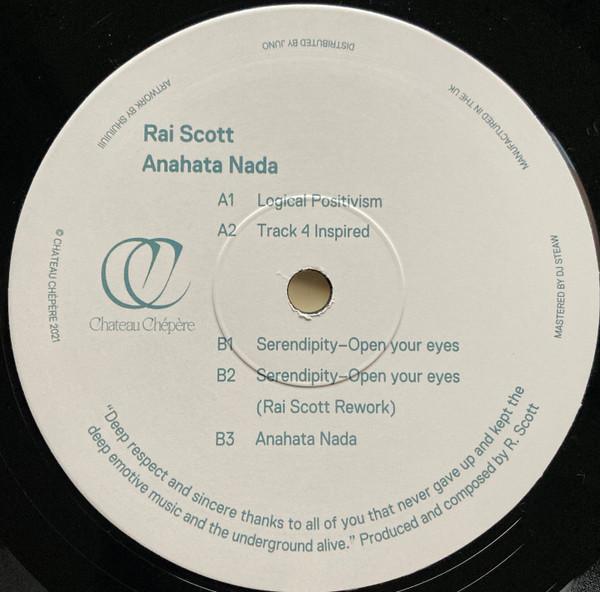 DISTRIBUTED BY JUNO
ARTWORK BY SHUIJIJI
MANUFACTURED IN THE UK
Rai Scott
Anahata Nada
A1 Logical Positivism
A2 Track 4 Inspired
© CHATEAU CHÉPÈRE 2021
Chateau Chépère
MASTERED BY DJ STEAW
B1 Serendipity–Open your eyes
B2 Serendipity–Open your eyes
(Rai Scott Rework)
B3 Anahata Nada
"Deep respect and sincere thanks to all of you that never gave up and kept the
deep emotive music and the underground alive." Produced and composed by R. Scott